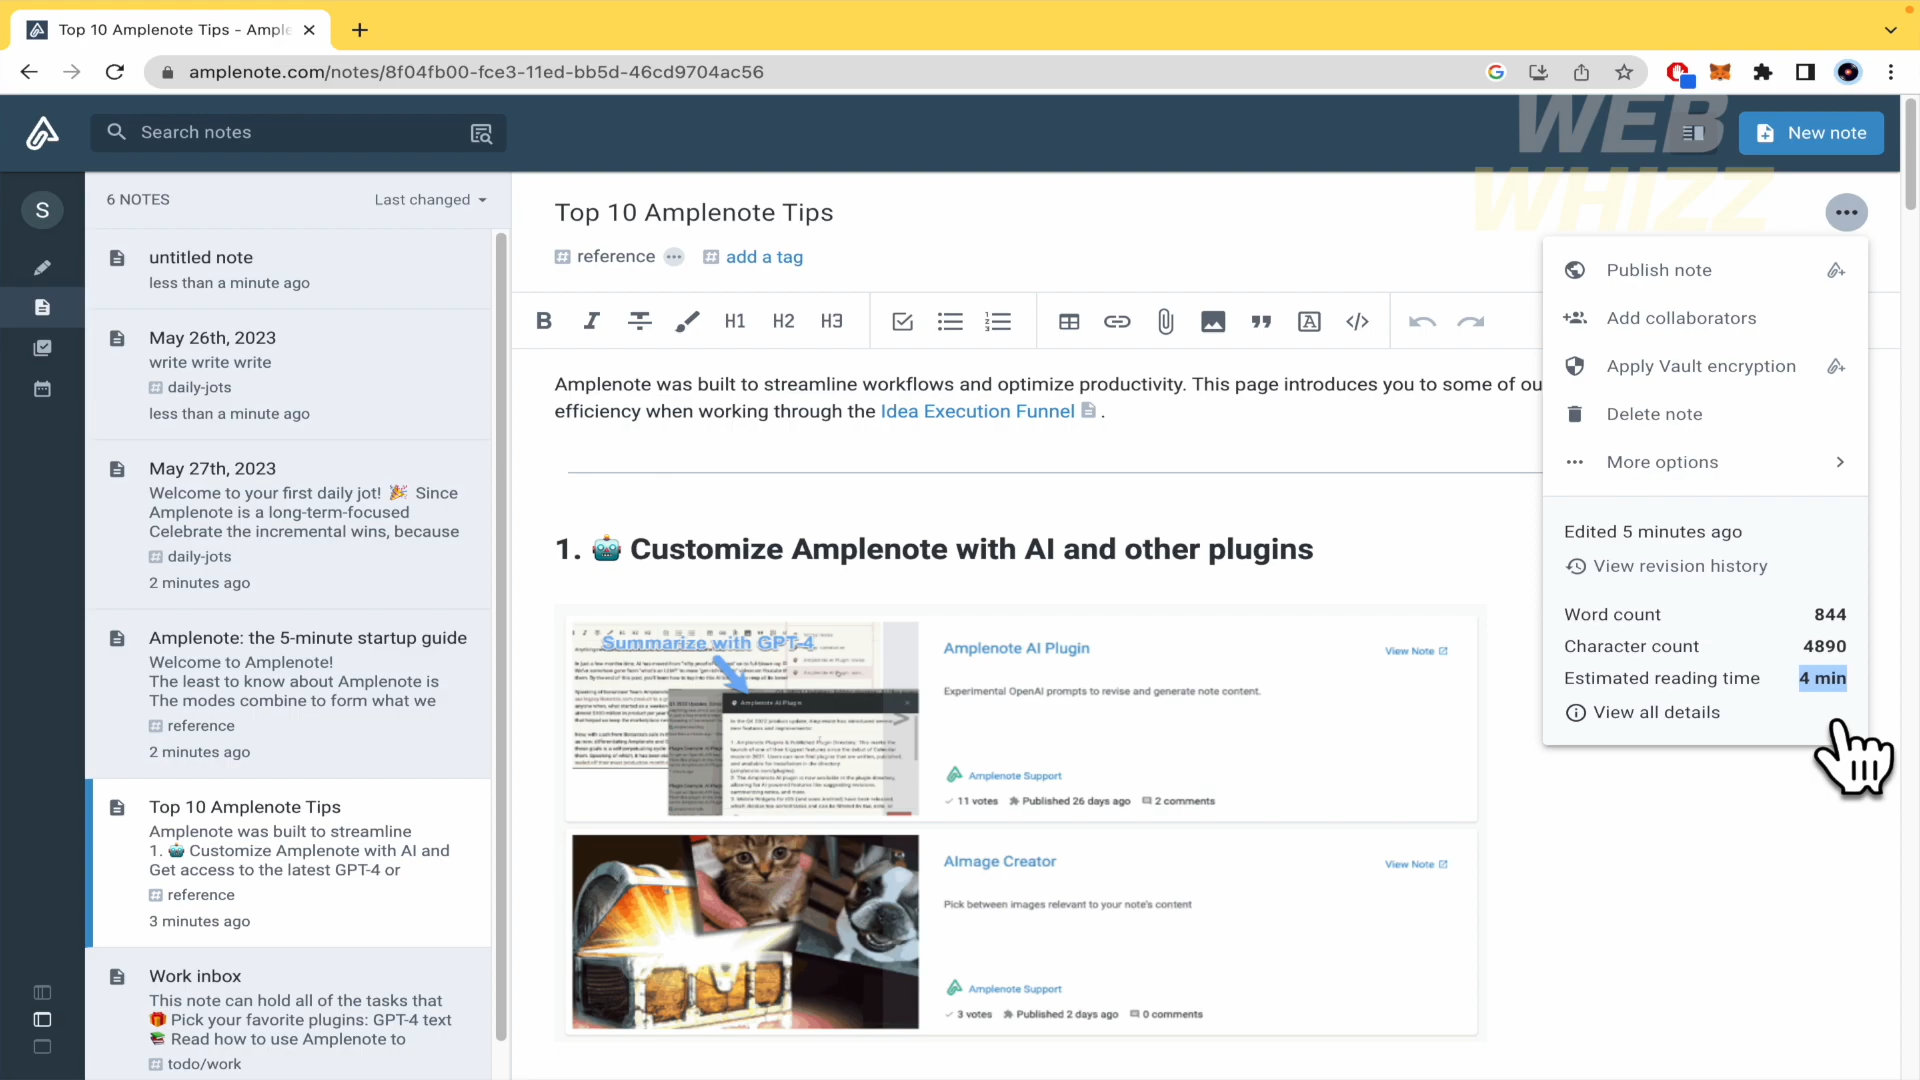 Top 10 Amplenote Tips - Ample
amplenote.com/notes/8f04fb00-fce3-11ed-bb5d-46cd9704ac56
Search notes
WEB
WHIZZ
New note
S
6 NOTES
Last changed
untitled note
less than a minute ago
May 26th, 2023
write write write
daily-jots
less than a minute ago
May 27th, 2023
Welcome to your first daily jot! 🎉 Since
Amplenote is a long-term-focused
Celebrate the incremental wins, because
daily-jots
2 minutes ago
Amplenote: the 5-minute startup guide
Welcome to Amplenote!
The least to know about Amplenote is
The modes combine to form what we
reference
2 minutes ago
Top 10 Amplenote Tips
Amplenote was built to streamline
1. 🤖 Customize Amplenote with AI and
Get access to the latest GPT-4 or
reference
3 minutes ago
Work inbox
This note can hold all of the tasks that
🎁 Pick your favorite plugins: GPT-4 text
📚 Read how to use Amplenote to
todo/work
Top 10 Amplenote Tips
reference
add a tag
B I S H1 H2 H3
Amplenote was built to streamline workflows and optimize productivity. This page introduces you to some of ou
efficiency when working through the Idea Execution Funnel .
1. 🤖 Customize Amplenote with AI and other plugins
Summarize with GPT-4
Amplenote AI Plugin
Amplenote AI Plugin
View Note
Experimental OpenAI prompts to revise and generate note content.
Amplenote Support
11 votes Published 26 days ago 2 comments
AImage Creator
View Note
Pick between images relevant to your note's content
Amplenote Support
3 votes Published 2 days ago 0 comments
Publish note
Add collaborators
Apply Vault encryption
Delete note
More options
Edited 5 minutes ago
View revision history
Word count 844
Character count 4890
Estimated reading time 4 min
View all details